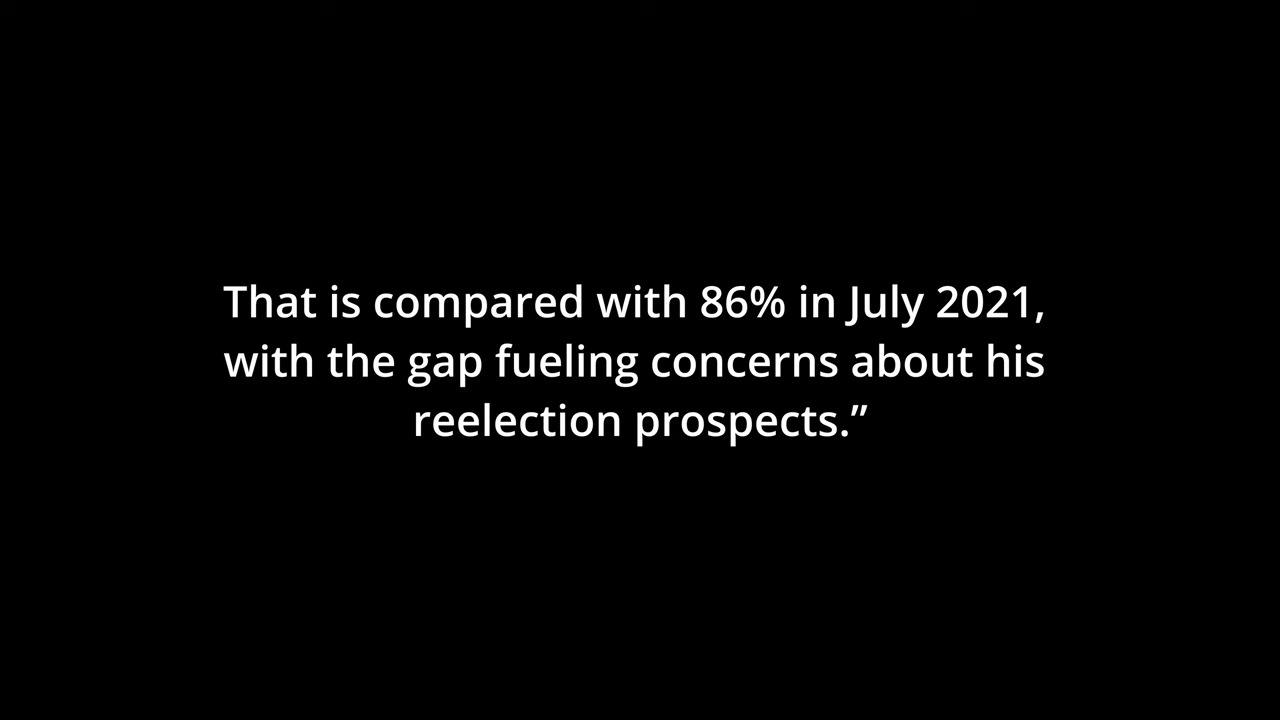 That is compared with 86% in July 2021,
with the gap fueling concerns about his
reelection prospects.”